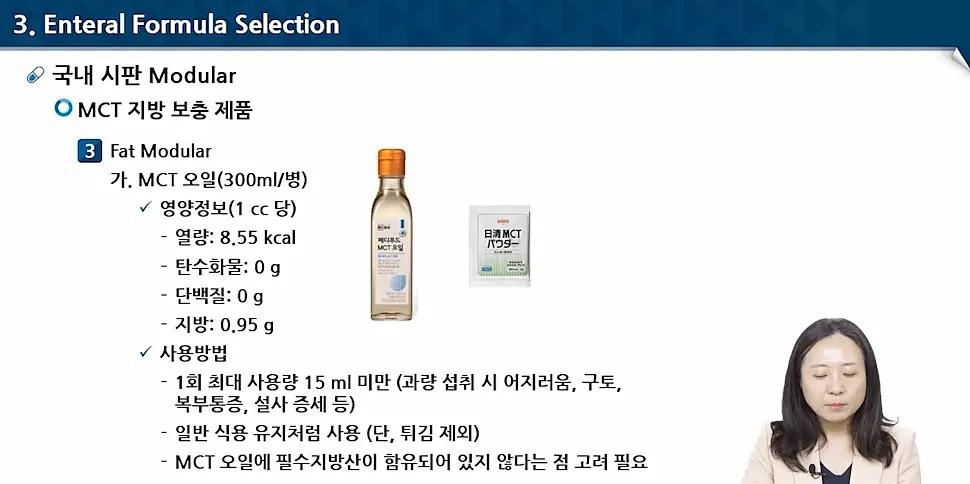 3. Enteral Formula Selection
국내 시판 Modular
MCT 지방 보충 제품
3 Fat Modular
가. MCT 오일(300ml/병)
✓ 영양정보(1 cc 당)
- 열량: 8.55 kcal
- 탄수화물: 0 g
- 단백질: 0 g
- 지방: 0.95 g
✓ 사용방법
- 1회 최대 사용량 15 ml 미만 (과량 섭취 시 어지러움, 구토,
복부통증, 설사 증세 등)
- 일반 식용 유지처럼 사용 (단, 튀김 제외)
- MCT 오일에 필수지방산이 함유되어 있지 않다는 점 고려 필요
메디푸드
MCT 오일
日清MCT
パウダー